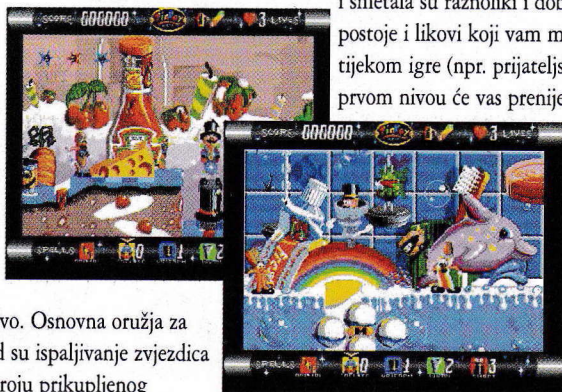 i smetala su raznoliki i dob
postoje i likovi koji vam m
tijekom igre (npr. prijateljs
prvom nivou će vas prenije
SCORE 000000 3 LIVES
SPELLS 0 1 2
SCORE 000000 3 LIVES
SPELLS 0 1 2 3
vo. Osnovna oružja za
d su ispaljivanje zvjezdica
roju prikupljenog